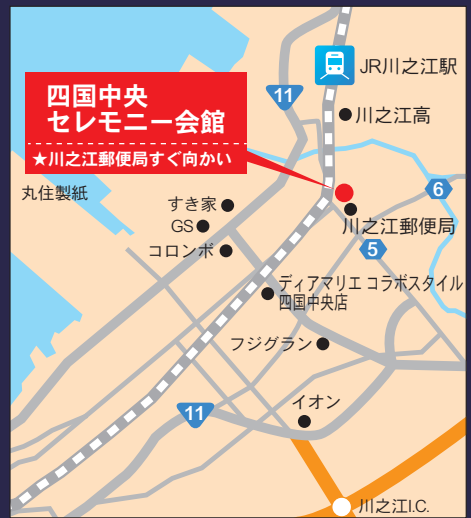 JR川之江駅
11
川之江高
四国中央
セレモニー会館
★川之江郵便局すぐ向かい
丸住製紙
6
すき家
GS
川之江郵便局
コロンボ
5
ディアマリエ コラボスタイル
四国中央店
フジグラン
イオン
11
川之江I.C.